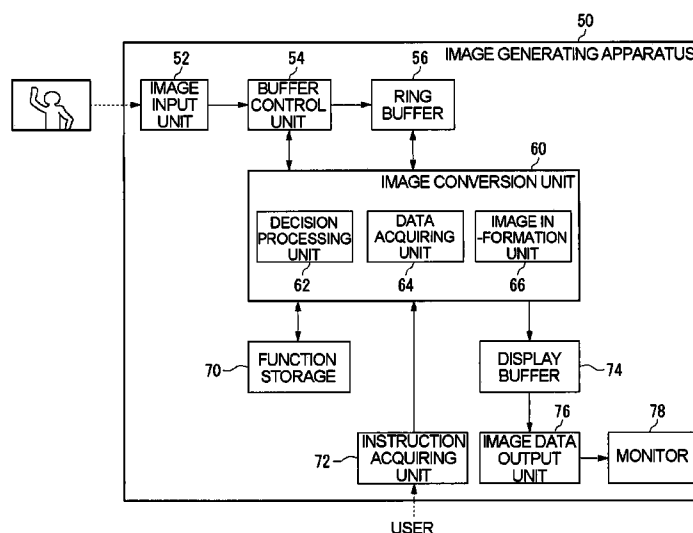 50
IMAGE GENERATING APPARATUS
52
54
56
IMAGE
INPUT
UNIT
BUFFER
CONTROL
UNIT
RING
BUFFER
60
IMAGE CONVERSION UNIT
DECISION
PROCESSING
UNIT
DATA
ACQUIRING
UNIT
IMAGE IN
-FORMATION
UNIT
62
64
66
70
FUNCTION
STORAGE
DISPLAY
BUFFER
74
76
78
72
INSTRUCTION
ACQUIRING
UNIT
IMAGE DATA
OUTPUT
UNIT
MONITOR
USER